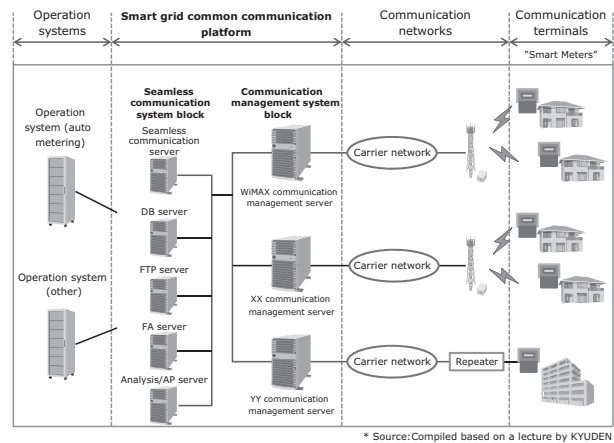 Operation
systems
Smart grid common communication
platform
Communication
networks
Communication
terminals
"Smart Meters"
Seamless
communication
system block
Communication
management system
block
Operation
system (auto
metering)
Operation system
(other)
Seamless
communication
server
DB server
FTP server
FA server
Analysis/AP server
WiMAX communication
management server
XX communication
management server
YY communication
management server
Carrier network
Carrier network
Carrier network
Repeater
* Source:Compiled based on a lecture by KYUDEN